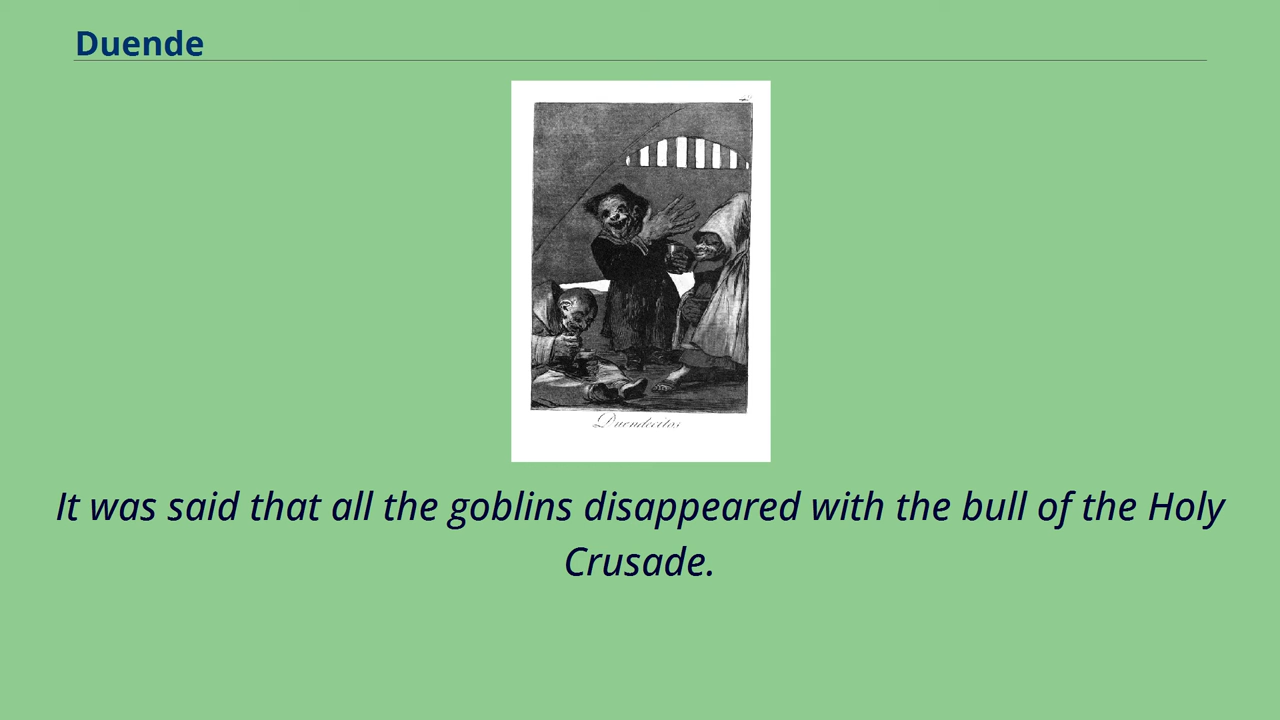 Duende
Duendecitos
It was said that all the goblins disappeared with the bull of the Holy
Crusade.